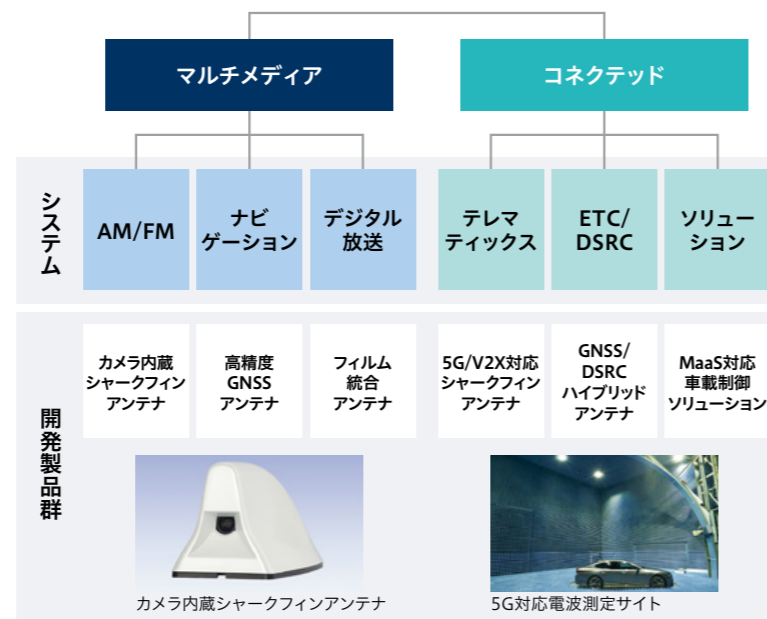 マルチメディア
コネクテッド
システム
AM/FM
ナビ
ゲーション
デジタル
放送
テレマ
ティックス
ETC/
DSRC
ソリュー
ション
開発製品群
カメラ内蔵
シャークフィン
アンテナ
高精度
GNSS
アンテナ
フィルム
統合
アンテナ
5G/V2X対応
シャークフィン
アンテナ
GNSS/
DSRC
ハイブリッド
アンテナ
MaaS対応
車載制御
ソリューション
カメラ内蔵シャークフィンアンテナ
5G対応電波測定サイト